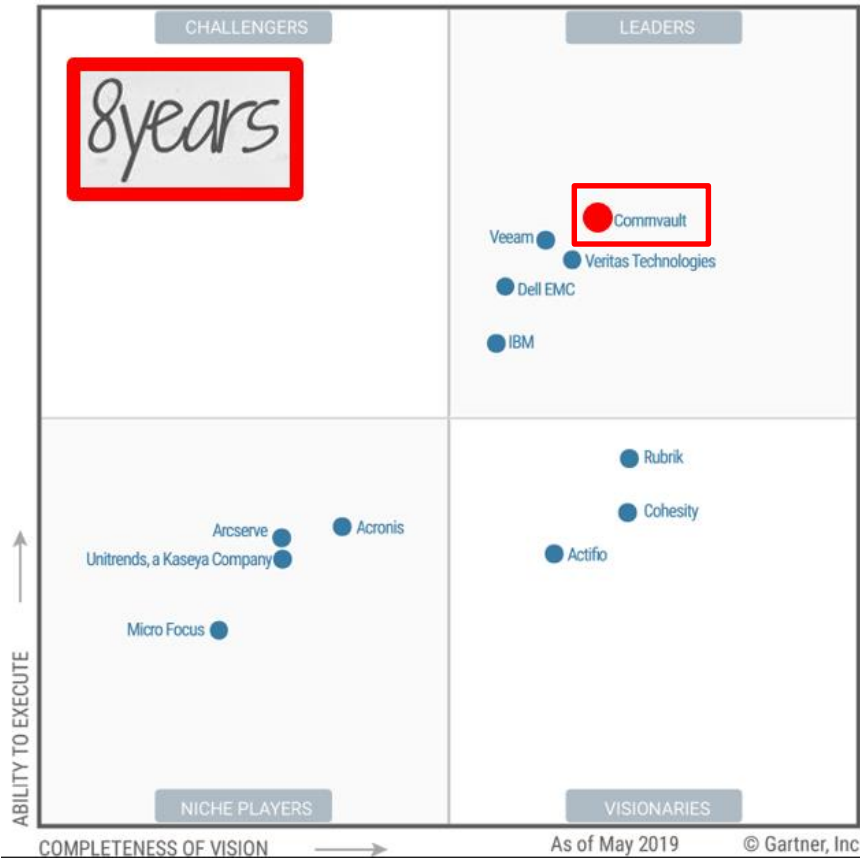 CHALLENGERS
LEADERS
8years
Commvault
Veeam
Veritas Technologies
Dell EMC
IBM
Rubrik
Cohesity
Actifio
Acronis
Arcserve
Unitrends, a Kaseya Company
Micro Focus
ABILITY TO EXECUTE
NICHE PLAYERS
VISIONARIES
COMPLETENESS OF VISION
As of May 2019
© Gartner, Inc